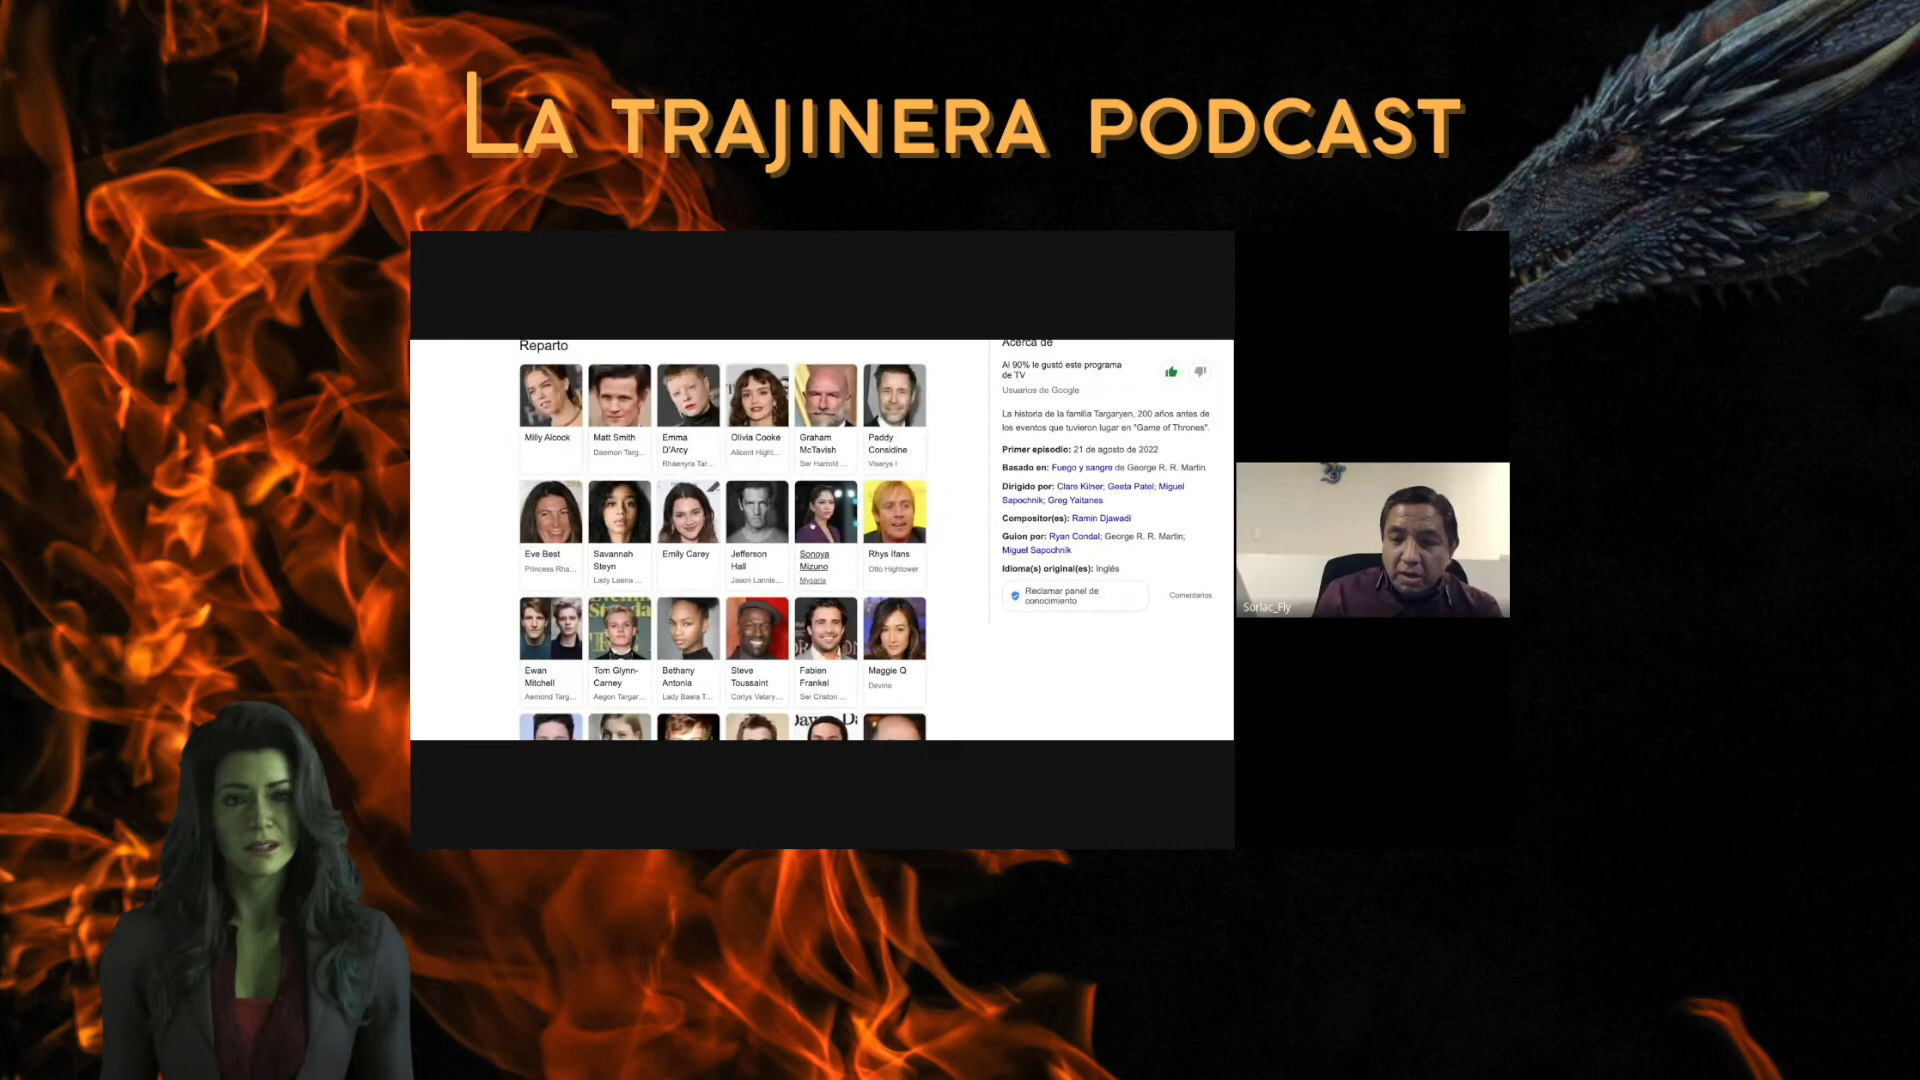 La trajinera podcast
Reparto
Milly Alcock
Matt Smith
Daemon Targ...
Emma
D'Arcy
Rhaenyra Tar...
Olivia Cooke
Alicent Hight...
Graham
McTavish
Ser Harrold ...
Paddy
Considine
Viserys I
Eve Best
Princess Rha...
Savannah
Steyn
Lady Laena ...
Emily Carey
Jefferson
Hall
Jason Lannis...
Sonoya
Mizuno
Mysaria
Rhys Ifans
Otto Hightower
Ewan
Mitchell
Aemond Targ...
Tom Glynn-
Carney
Aegon Targar...
Bethany
Antonia
Lady Baela T...
Steve
Toussaint
Corlys Velary...
Fabien
Frankel
Ser Criston ...
Maggie Q
Devine
Acerca de
Al 90% le gustó este programa
de TV
Usuarios de Google
La historia de la familia Targaryen, 200 años antes de
los eventos que tuvieron lugar en "Game of Thrones".
Primer episodio: 21 de agosto de 2022
Basado en: Fuego y sangre de George R. R. Martin
Dirigido por: Clare Kilner; Geeta Patel; Miguel
Sapochnik; Greg Yaitanes
Compositor(es): Ramin Djawadi
Guion por: Ryan Condal; George R. R. Martin;
Miguel Sapochnik
Idioma(s) original(es): Inglés
Reclamar panel de
conocimiento
Comentarios
Sorlac_Fly